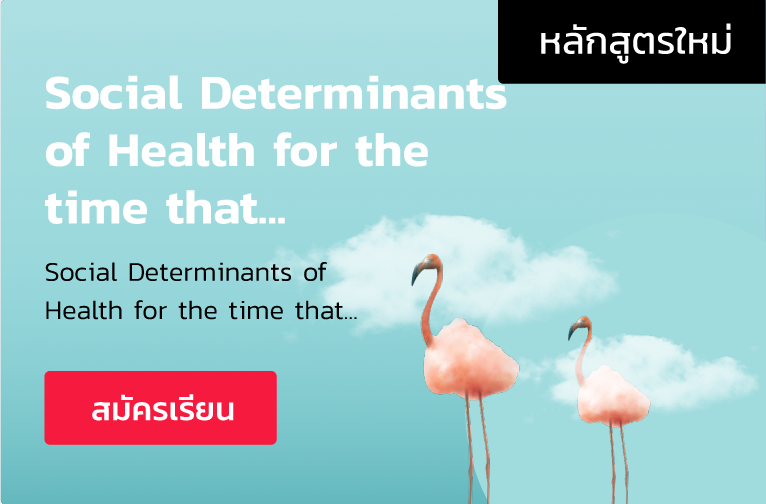 หลักสูตรใหม่
Social Determinants
of Health for the
time that...
Social Determinants of
Health for the time that...
สมัครเรียน